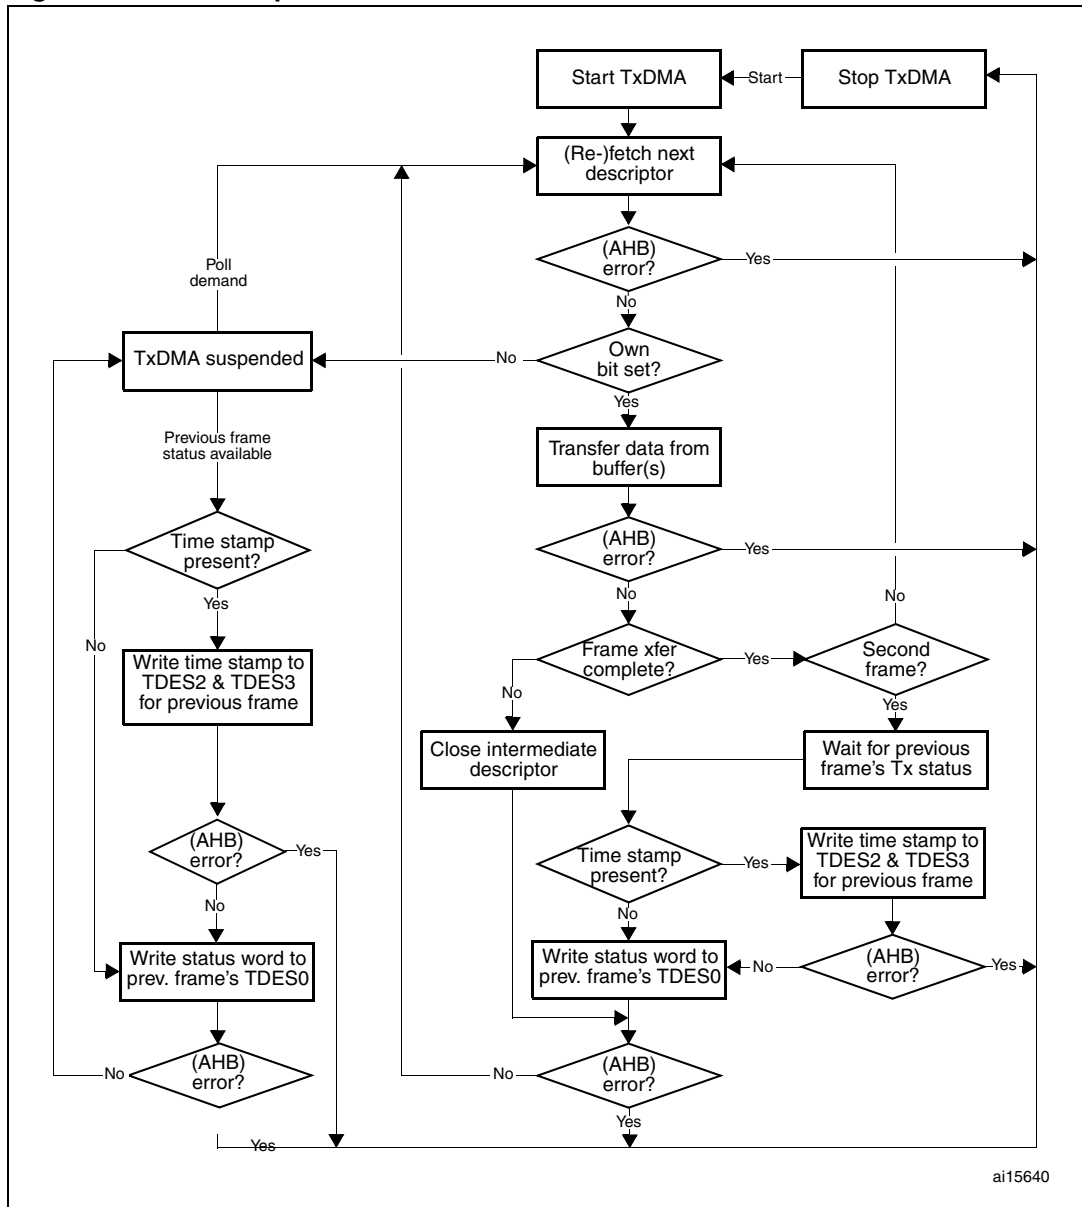 Start TxDMA
Start
Stop TxDMA
(Re-)fetch next
descriptor
(AHB)
error?
Yes
No
Poll
demand
TxDMA suspended
No
Own
bit set?
Yes
Previous frame
status available
Transfer data from
buffer(s)
Time stamp
present?
(AHB)
error?
Yes
No
Yes
No
No
Write time stamp to
TDES2 & TDES3
for previous frame
Frame xfer
complete?
Yes
Second
frame?
No
Yes
Close intermediate
descriptor
Wait for previous
frame's Tx status
(AHB)
error?
Yes
No
Time stamp
present?
Yes
Write time stamp to
TDES2 & TDES3
for previous frame
No
Write status word to
prev. frame's TDES0
Write status word to
prev. frame's TDES0
No
(AHB)
error?
Yes
(AHB)
error?
No
(AHB)
error?
No
Yes
Yes
ai15640